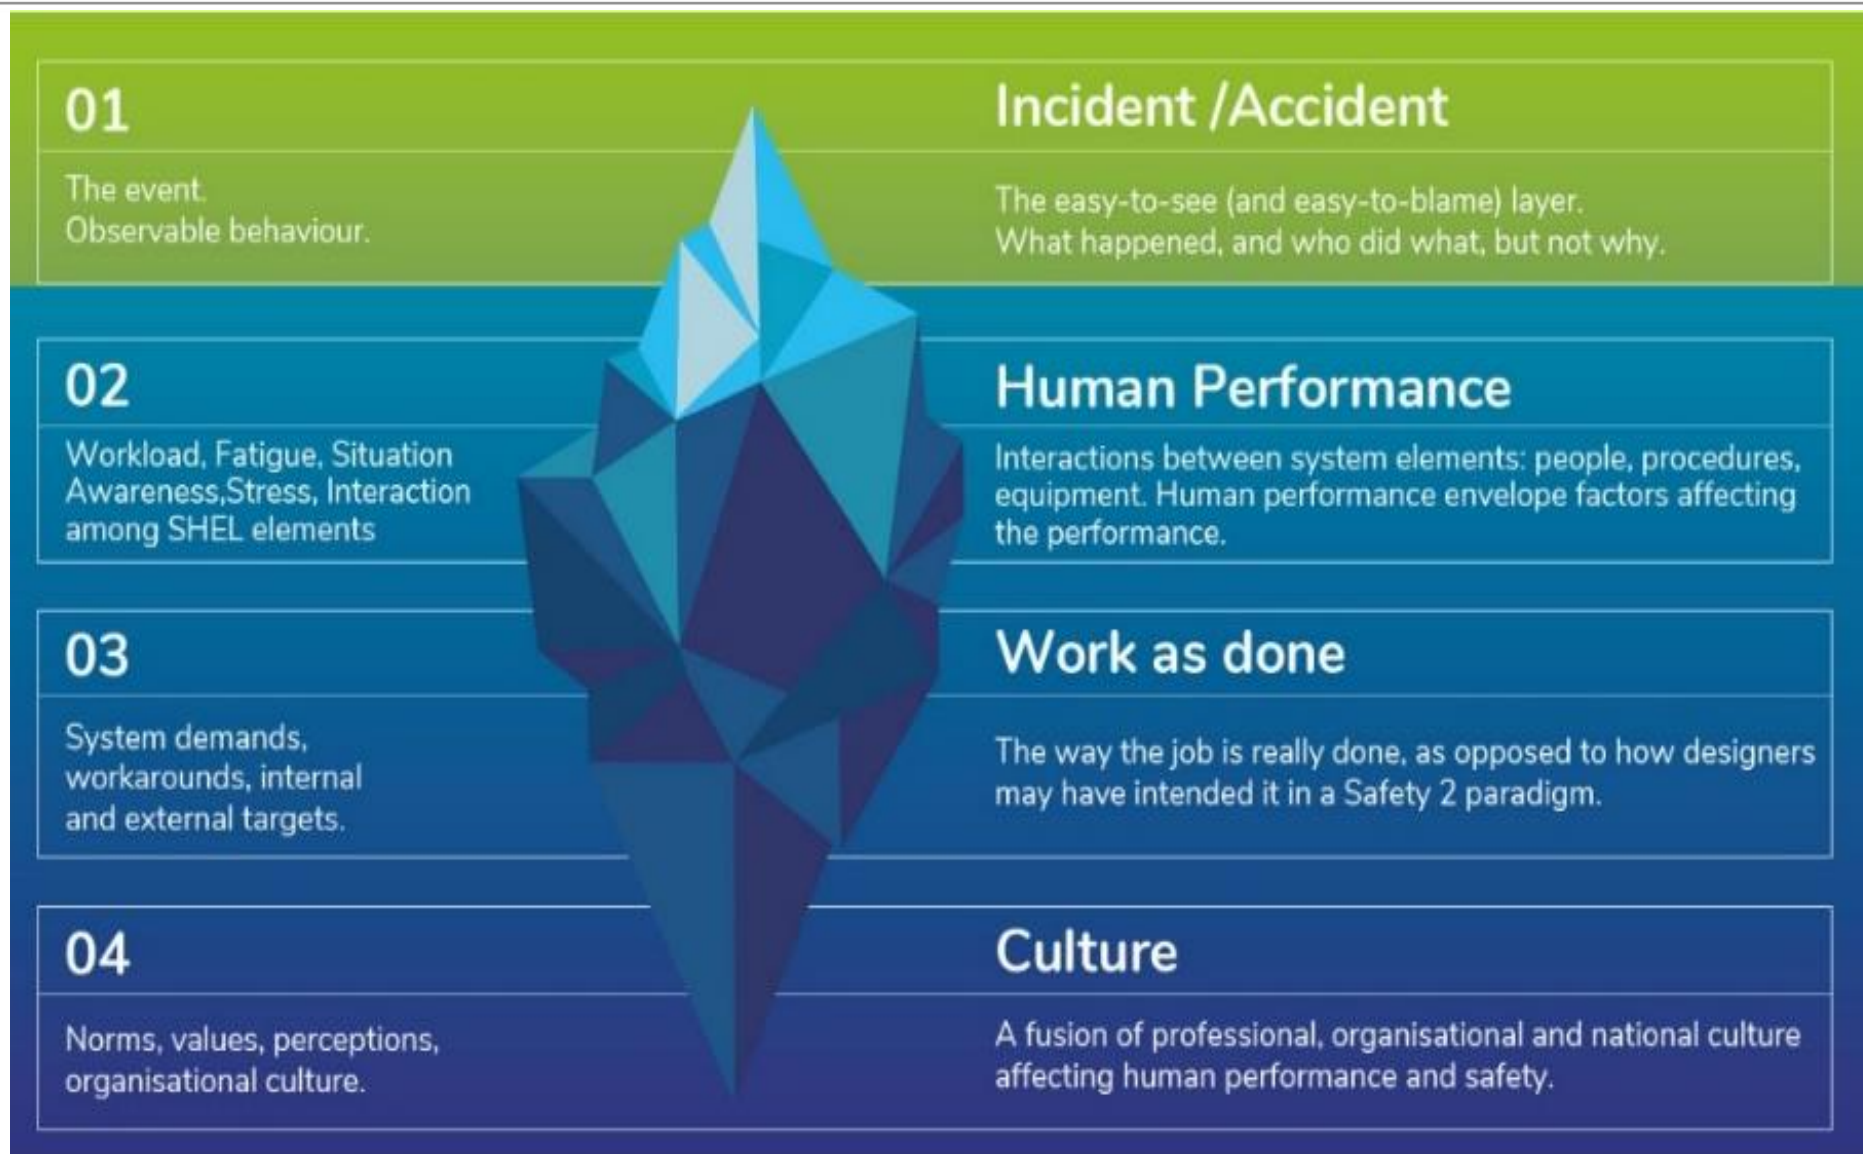 01
Incident /Accident
The event.
Observable behaviour.
The easy-to-see (and easy-to-blame) layer.
What happened, and who did what, but not why.
02
Human Performance
Workload, Fatigue, Situation
Awareness,Stress, Interaction
among SHEL elements
Interactions between system elements: people, procedures,
equipment. Human performance envelope factors affecting
the performance.
03
Work as done
System demands,
workarounds, internal
and external targets.
The way the job is really done, as opposed to how designers
may have intended it in a Safety 2 paradigm.
04
Culture
Norms, values, perceptions,
organisational culture.
A fusion of professional, organisational and national culture
affecting human performance and safety.